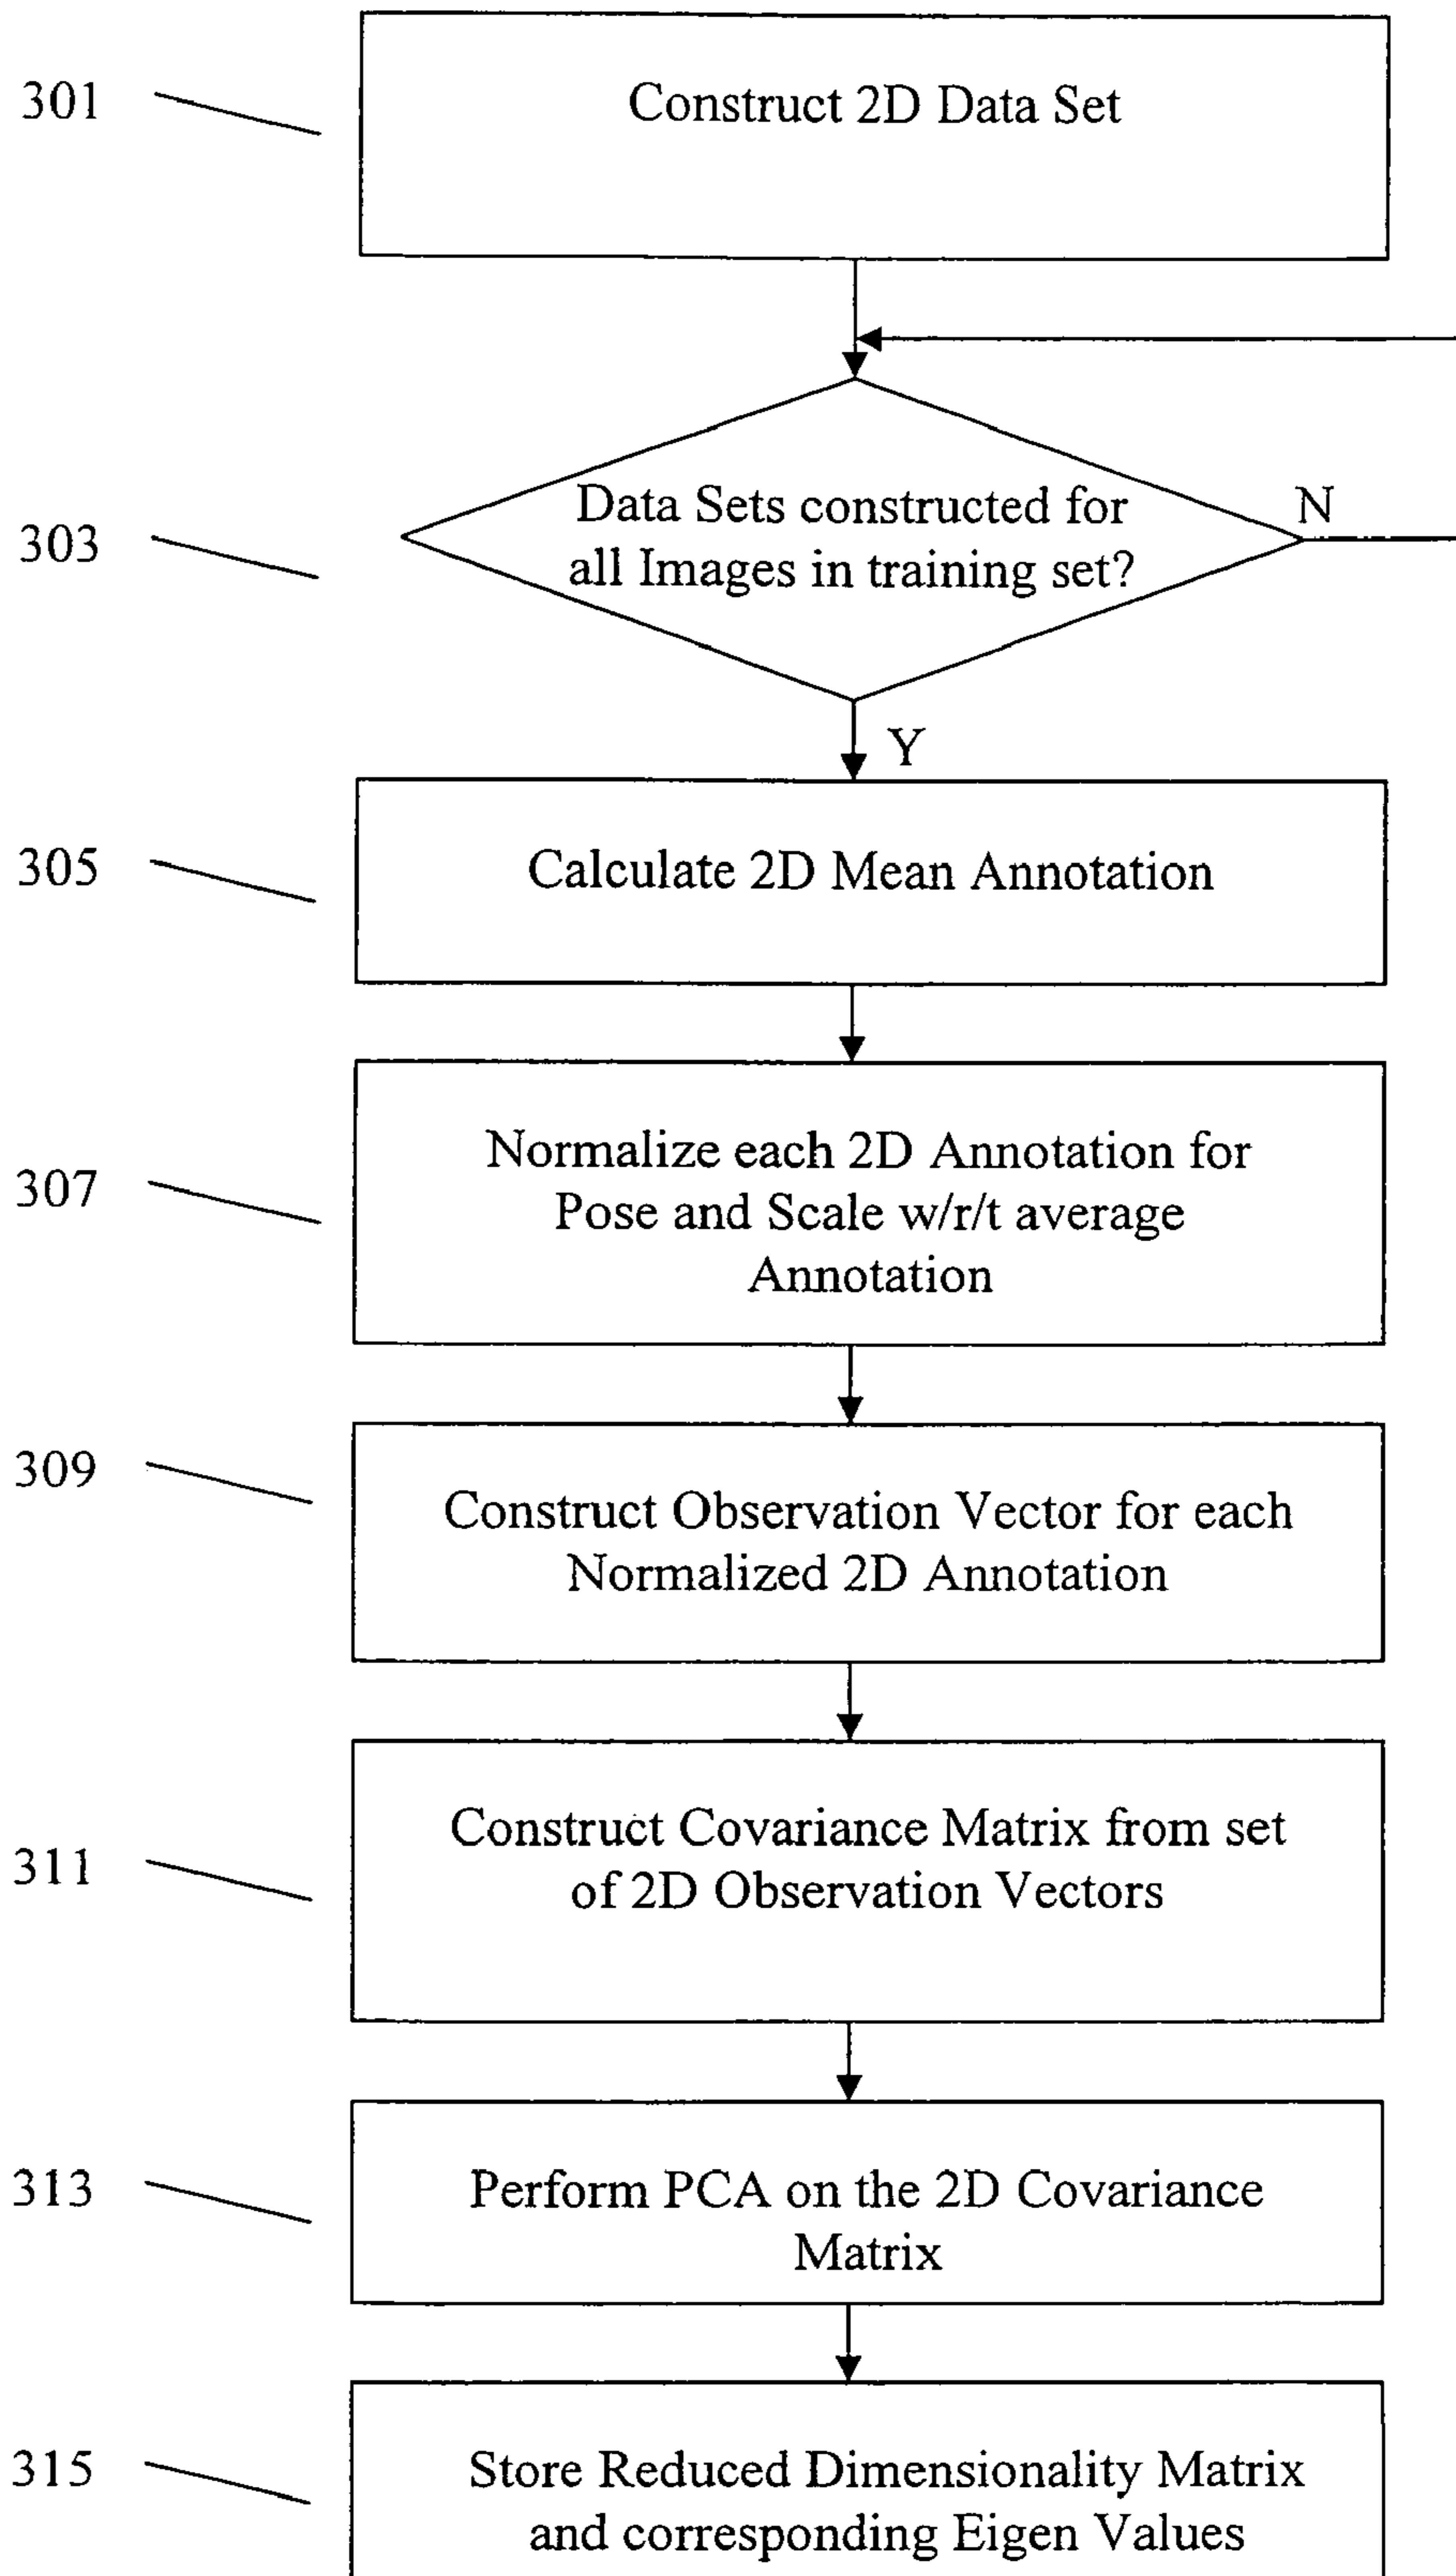 301
Construct 2D Data Set
303
Data Sets constructed for
all Images in training set?
N
Y
305
Calculate 2D Mean Annotation
307
Normalize each 2D Annotation for
Pose and Scale w/r/t average
Annotation
309
Construct Observation Vector for each
Normalized 2D Annotation
311
Construct Covariance Matrix from set
of 2D Observation Vectors
313
Perform PCA on the 2D Covariance
Matrix
315
Store Reduced Dimensionality Matrix
and corresponding Eigen Values